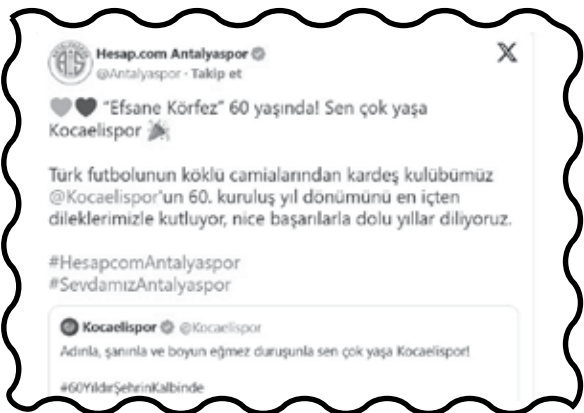 Hesap.com Antalyaspor
@Antalyaspor · Takip et
"Efsane Körfez" 60 yaşında! Sen çok yaşa
Kocaelispor
Türk futbolunun köklü camialarından kardeş kulübümüz
@Kocaelispor'un 60. kuruluş yıl dönümünü en içten
dileklerimizle kutluyor, nice başarılarla dolu yıllar diliyoruz.
#HesapcomAntalyaspor
#SevdamızAntalyaspor
Kocaelispor @Kocaelispor
Adınla, şanınla ve boyun eğmez duruşunla sen çok yaşa Kocaelispor!
#60YıldırŞehrinKalbinde